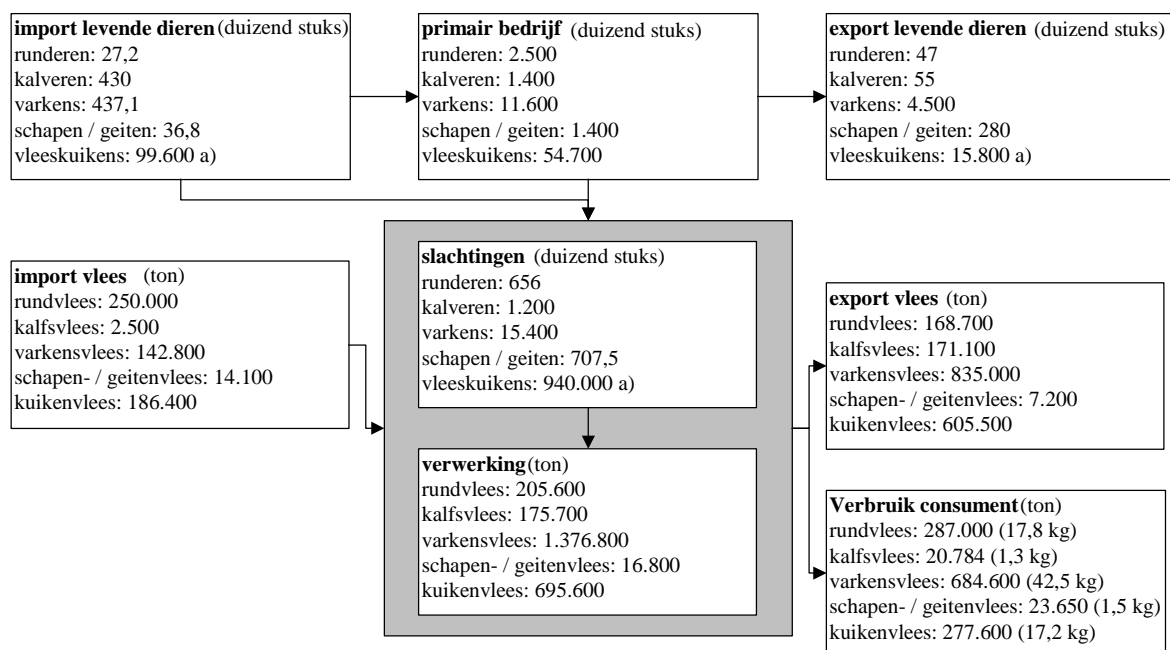 import levende dieren (duizend stuks)
runderen: 27,2
kalveren: 430
varkens: 437,1
schapen / geiten: 36,8
vleeskuikens: 99.600 a)
primair bedrijf (duizend stuks)
runderen: 2.500
kalveren: 1.400
varkens: 11.600
schapen / geiten: 1.400
vleeskuikens: 54.700
export levende dieren (duizend stuks)
runderen: 47
kalveren: 55
varkens: 4.500
schapen / geiten: 280
vleeskuikens: 15.800 a)
import vlees (ton)
rundvlees: 250.000
kalfsvlees: 2.500
varkensvlees: 142.800
schapen- / geitenvlees: 14.100
kuikenvlees: 186.400
slachtingen (duizend stuks)
runderen: 656
kalveren: 1.200
varkens: 15.400
schapen / geiten: 707,5
vleeskuikens: 940.000 a)
verwerking (ton)
rundvlees: 205.600
kalfsvlees: 175.700
varkensvlees: 1.376.800
schapen- / geitenvlees: 16.800
kuikenvlees: 695.600
export vlees (ton)
rundvlees: 168.700
kalfsvlees: 171.100
varkensvlees: 835.000
schapen- / geitenvlees: 7.200
kuikenvlees: 605.500
Verbruik consument (ton)
rundvlees: 287.000 (17,8 kg)
kalfsvlees: 20.784 (1,3 kg)
varkensvlees: 684.600 (42,5 kg)
schapen- / geitenvlees: 23.650 (1,5 kg)
kuikenvlees: 277.600 (17,2 kg)